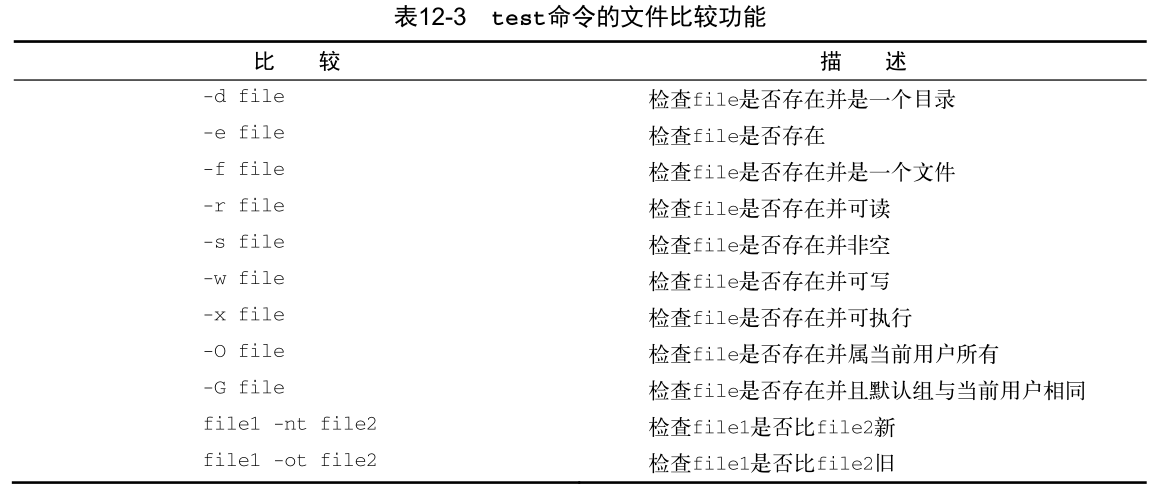 表12-3 test命令的文件比较功能
比 较 描 述
-d file 检查file是否存在并是一个目录
-e file 检查file是否存在
-f file 检查file是否存在并是一个文件
-r file 检查file是否存在并可读
-s file 检查file是否存在并非空
-w file 检查file是否存在并可写
-x file 检查file是否存在并可执行
-O file 检查file是否存在并属当前用户所有
-G file 检查file是否存在并且默认组与当前用户相同
file1 -nt file2 检查file1是否比file2新
file1 -ot file2 检查file1是否比file2旧